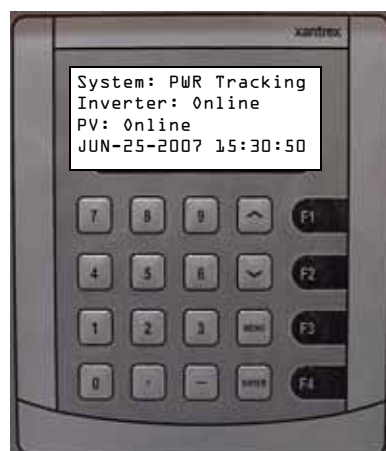 xantrex
System: PWR Tracking
Inverter: Online
PV: Online
JUN-25-2007 15:30:50
7 8 9 F1
4 5 6 F2
1 2 3 MENU F3
0 . - ENTER F4